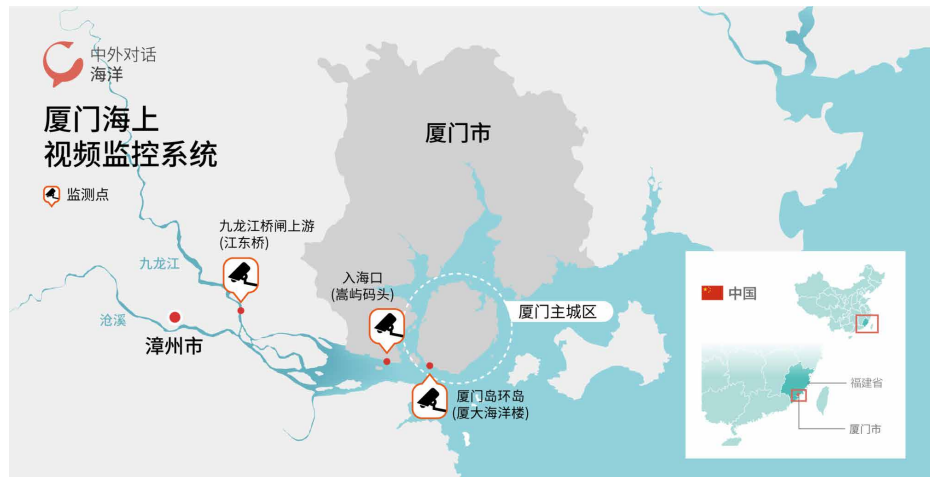 中外对话
海洋
厦门海上
视频监控系统
监测点
厦门市
九龙江桥闸上游
(江东桥)
九龙江
入海口
(嵩屿码头)
沧溪
漳州市
厦门主城区
厦门岛环岛
(厦大海洋楼)
中国
福建省
厦门市